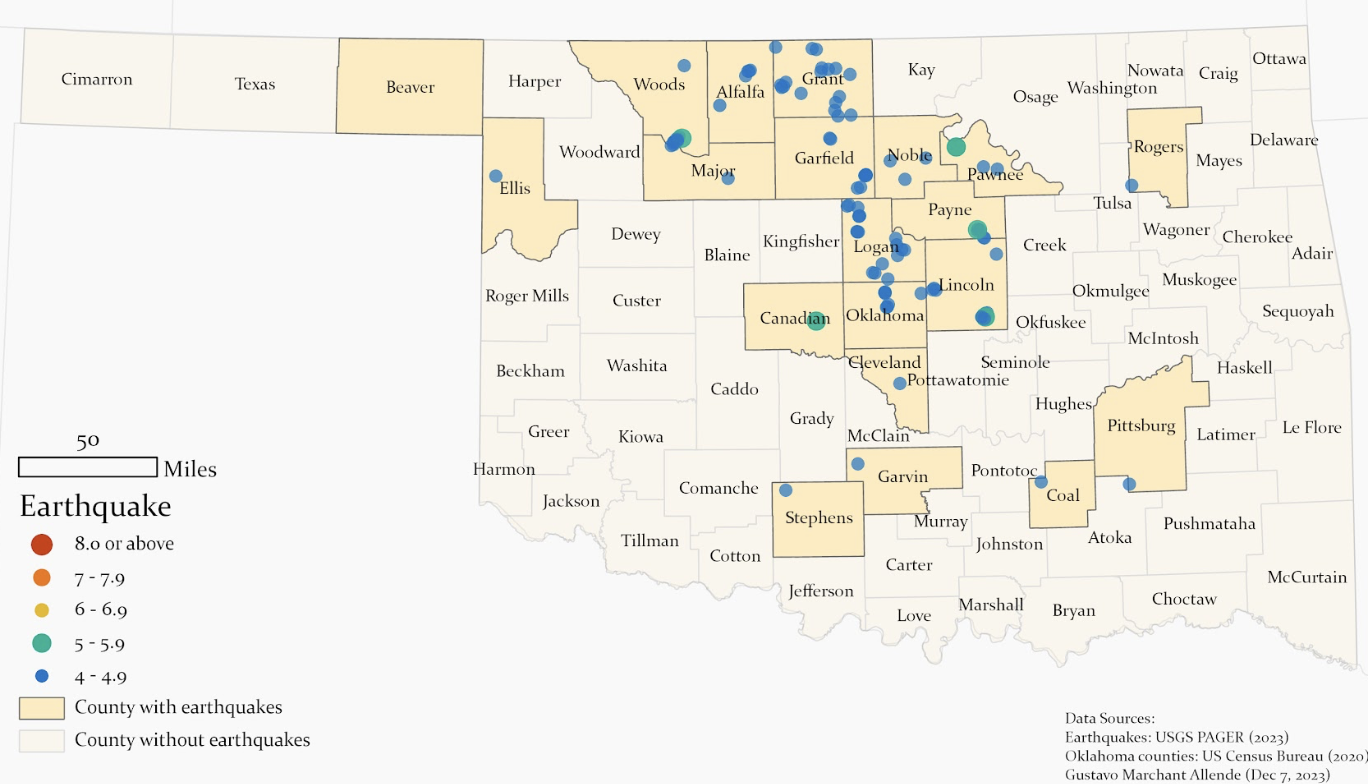 Cimarron
Texas
Beaver
Harper
Woods
Alfalfa
Grant
Kay
Osage
Washington
Nowata
Craig
Ottawa
Woodward
Major
Garfield
Noble
Pawnee
Rogers
Mayes
Delaware
Ellis
Dewey
Blaine
Kingfisher
Logan
Payne
Creek
Tulsa
Wagoner
Cherokee
Adair
Roger Mills
Custer
Canadian
Oklahoma
Lincoln
Okfuskee
Okmulgee
Muskogee
Sequoyah
McIntosh
Beckham
Washita
Caddo
Grady
Cleveland
Pottawatomie
Seminole
Hughes
Haskell
Greer
Kiowa
McClain
Pittsburg
Latimer
Le Flore
Harmon
Jackson
Comanche
Stephens
Garvin
Pontotoc
Coal
Murray
Johnston
Atoka
Pushmataha
Tillman
Cotton
Jefferson
Carter
Love
Marshall
Bryan
Choctaw
McCurtain
50
Miles
Earthquake
8.0 or above
7 - 7.9
6 - 6.9
5 - 5.9
4 - 4.9
County with earthquakes
County without earthquakes
Data Sources:
Earthquakes: USGS PAGER (2023)
Oklahoma counties: US Census Bureau (2020)
Gustavo Marchant Allende (Dec 7, 2023)